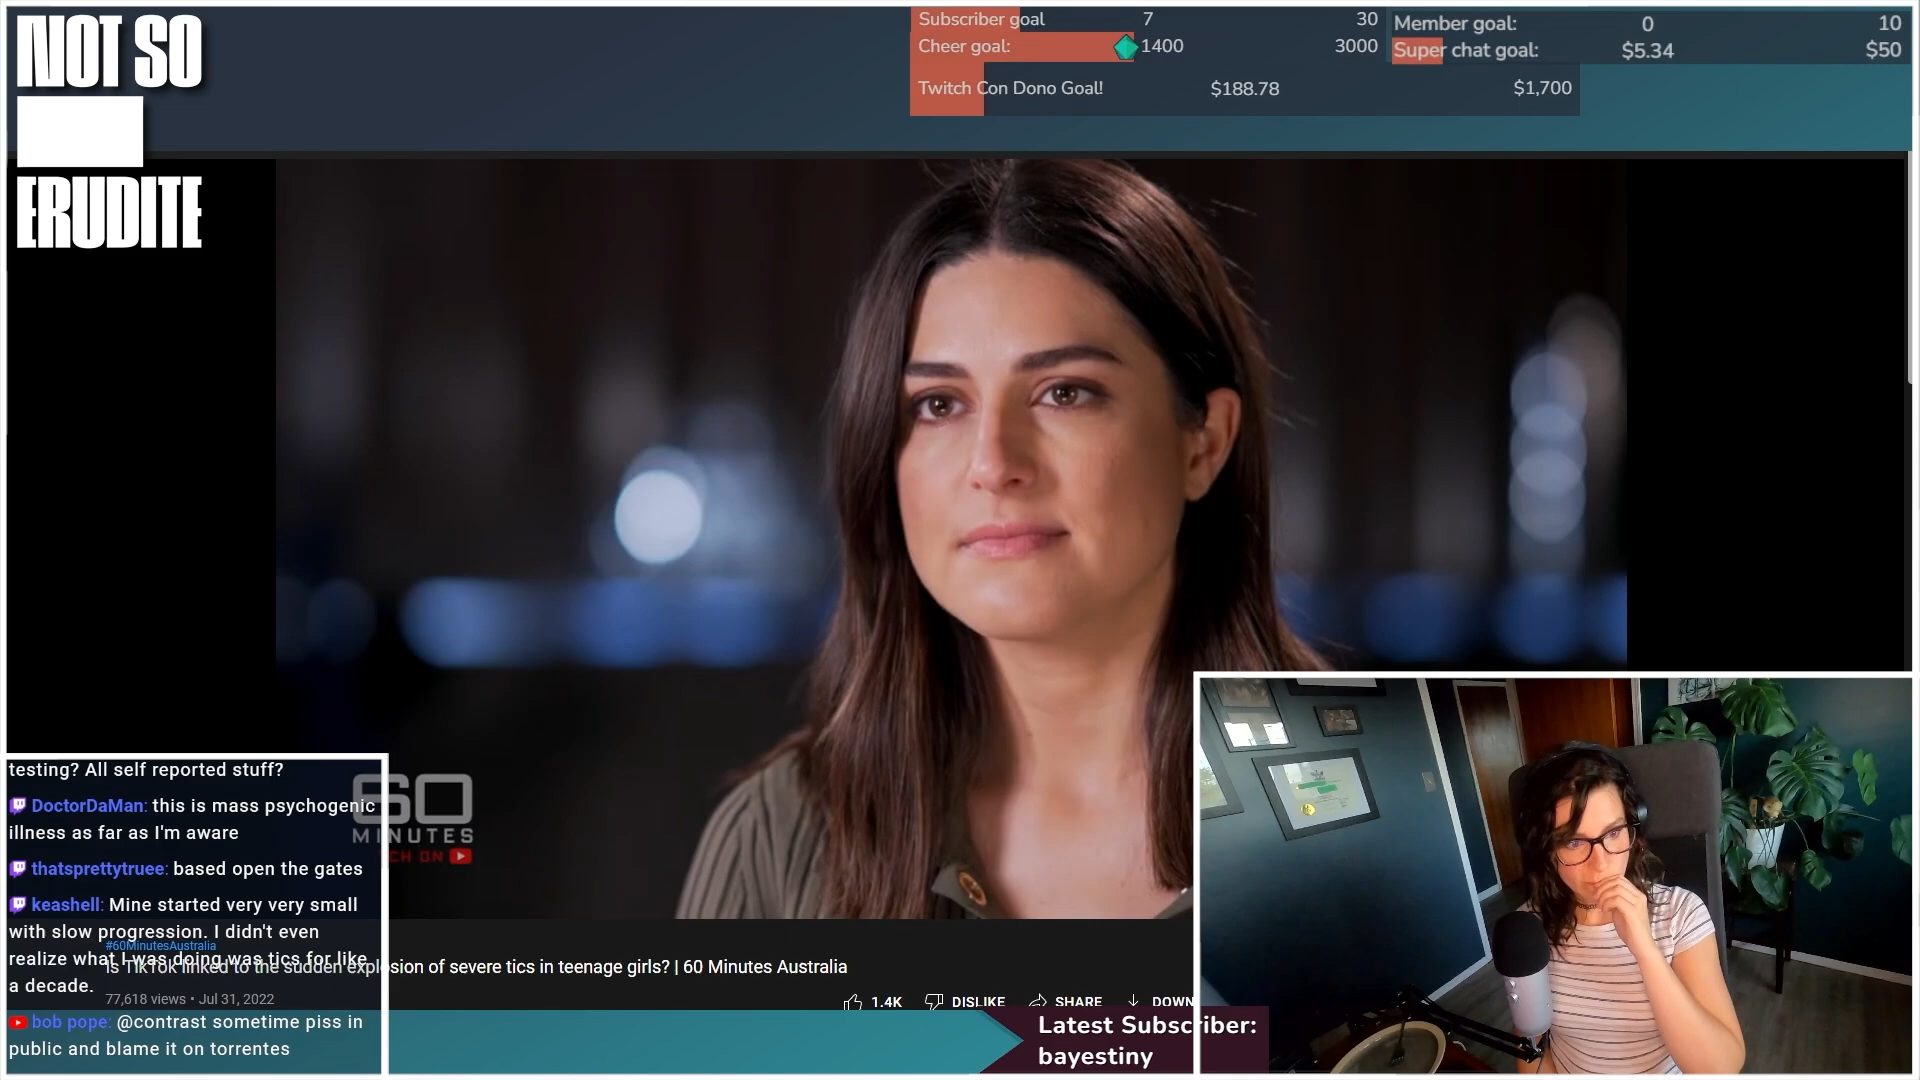 NOT SO
ERUDITE
Subscriber goal 7 30
Cheer goal: 1400 3000
Twitch Con Dono Goal! $188.78 $1,700
Member goal: 0 10
Super chat goal: $5.34 $50
60
MINUTES
CH ON
testing? All self reported stuff?
DoctorDaMan: this is mass psychogenic
illness as far as I'm aware
thatsprettytruee: based open the gates
keashell: Mine started very very small
with slow progression. I didn't even
realize what I was doing was tics for like
a decade.
bob pope: @contrast sometime piss in
public and blame it on torrentes
#60MinutesAustralia
Is TikTok linked to the sudden explosion of severe tics in teenage girls? | 60 Minutes Australia
77,618 views • Jul 31, 2022
1.4K DISLIKE SHARE DOWN
Latest Subscriber:
bayestiny